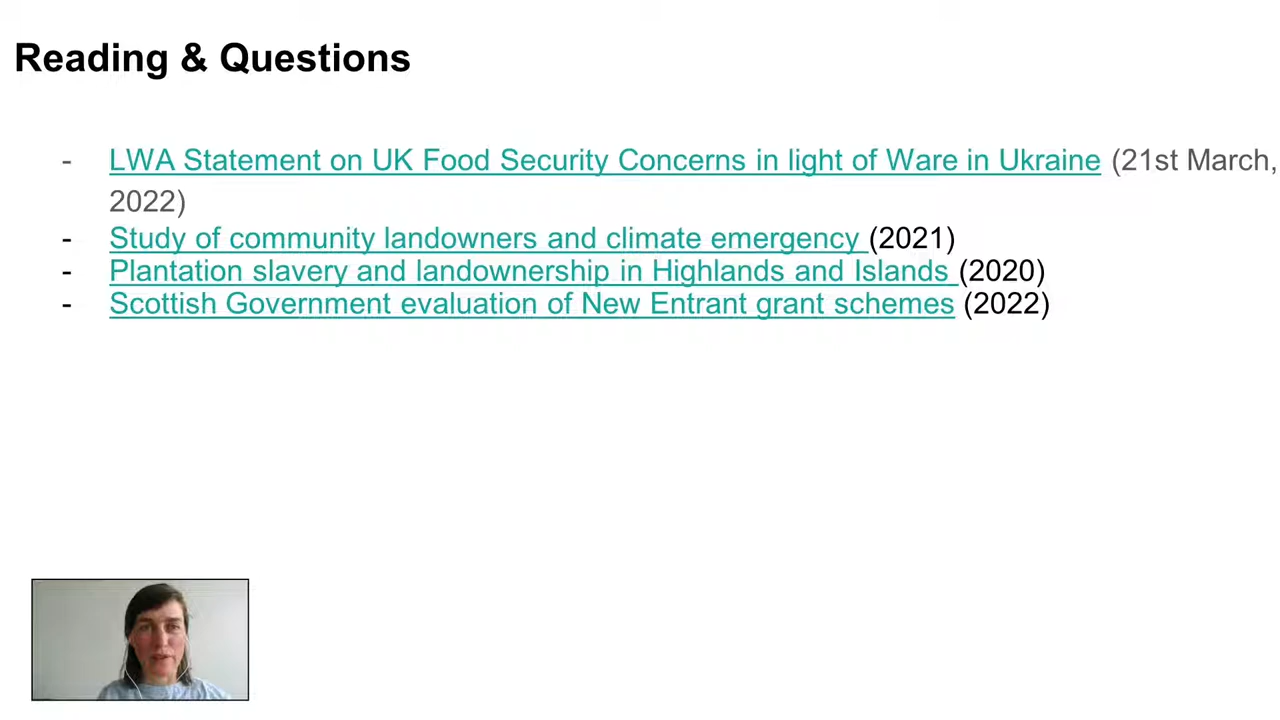 Reading & Questions
- LWA Statement on UK Food Security Concerns in light of Ware in Ukraine (21st March,
2022)
- Study of community landowners and climate emergency (2021)
- Plantation slavery and landownership in Highlands and Islands (2020)
- Scottish Government evaluation of New Entrant grant schemes (2022)